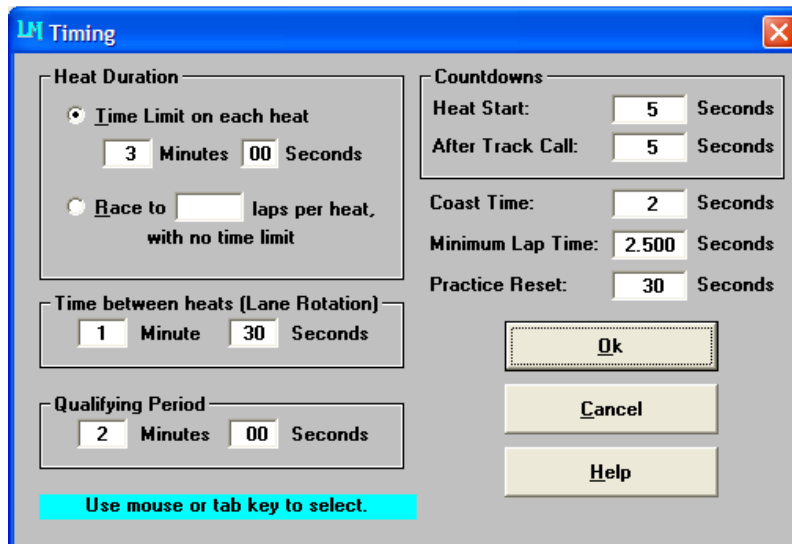 LM Timing
Heat Duration
Time Limit on each heat
3 Minutes 00 Seconds
Race to laps per heat,
with no time limit
Time between heats (Lane Rotation)
1 Minute 30 Seconds
Qualifying Period
2 Minutes 00 Seconds
Use mouse or tab key to select.
Countdowns
Heat Start: 5 Seconds
After Track Call: 5 Seconds
Coast Time: 2 Seconds
Minimum Lap Time: 2.500 Seconds
Practice Reset: 30 Seconds
Ok
Cancel
Help